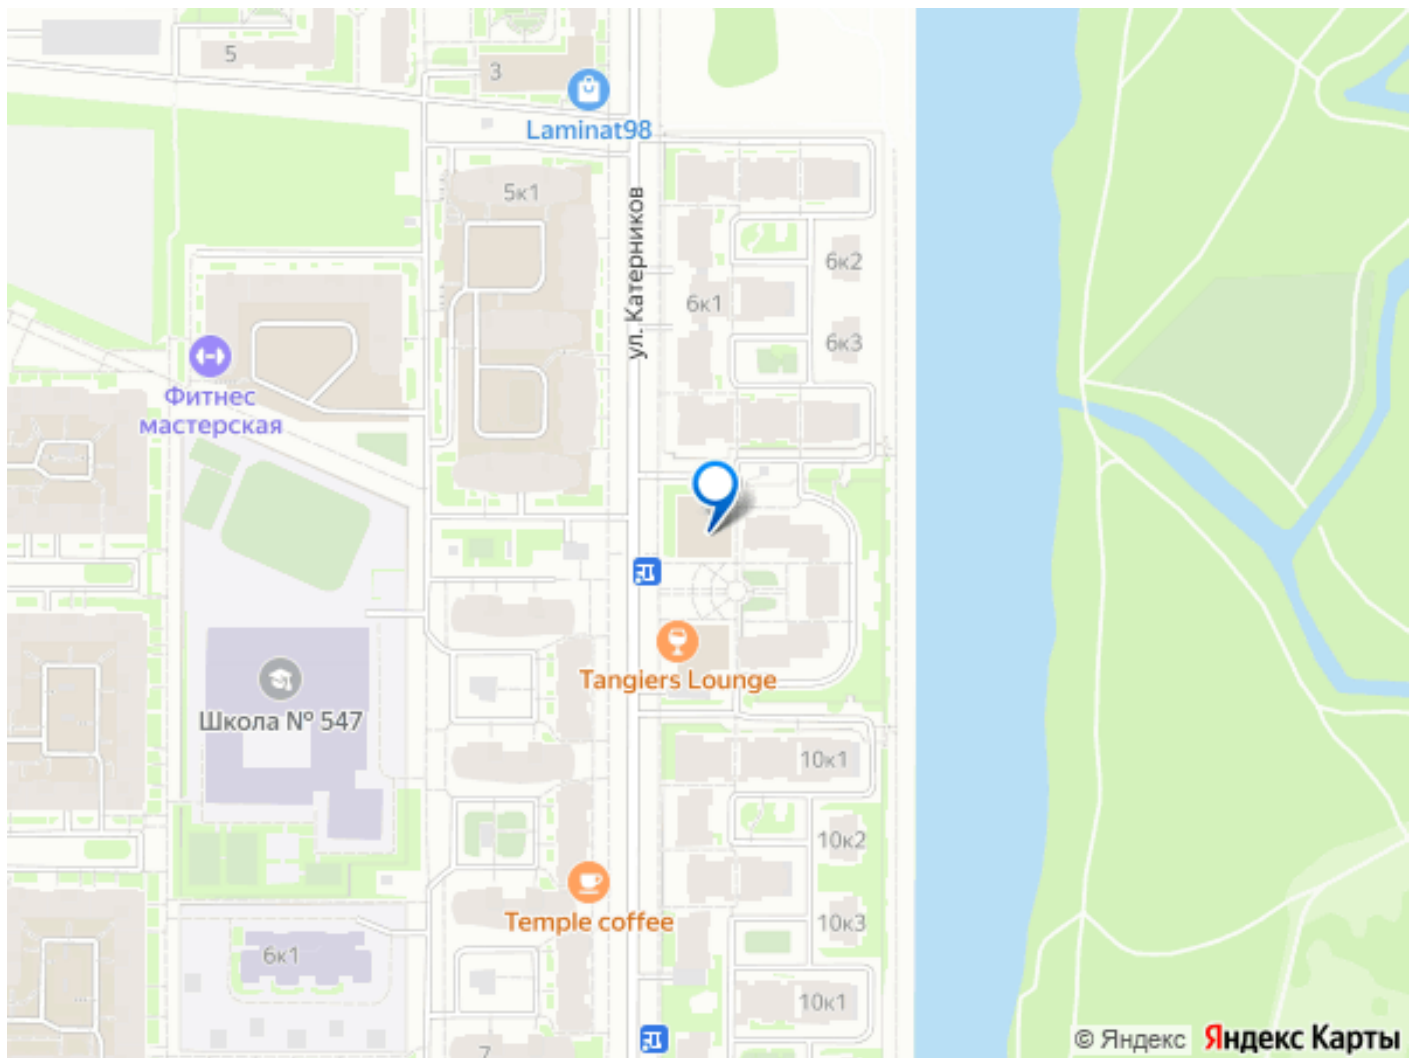 5
3
Laminat98
5к1
ул. Катерников
6к2
6к1
6к3
Фитнес
мастерская
Tangiers Lounge
Школа № 547
10к1
10к2
Temple coffee
10к3
6к1
10к1
7
© Яндекс Яндекс Карты